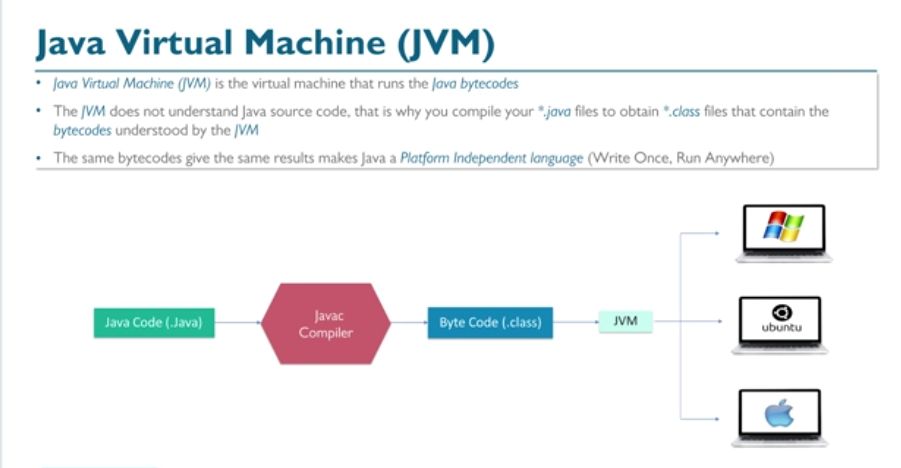 Java Virtual Machine (JVM)
• Java Virtual Machine (JVM) is the virtual machine that runs the Java bytecodes
• The JVM does not understand Java source code, that is why you compile your *.java files to obtain *.class files that contain the
bytecodes understood by the JVM
• The same bytecodes give the same results makes Java a Platform Independent language (Write Once, Run Anywhere)
Java Code (.Java)
Javac
Compiler
Byte Code (.class)
JVM
ubuntu